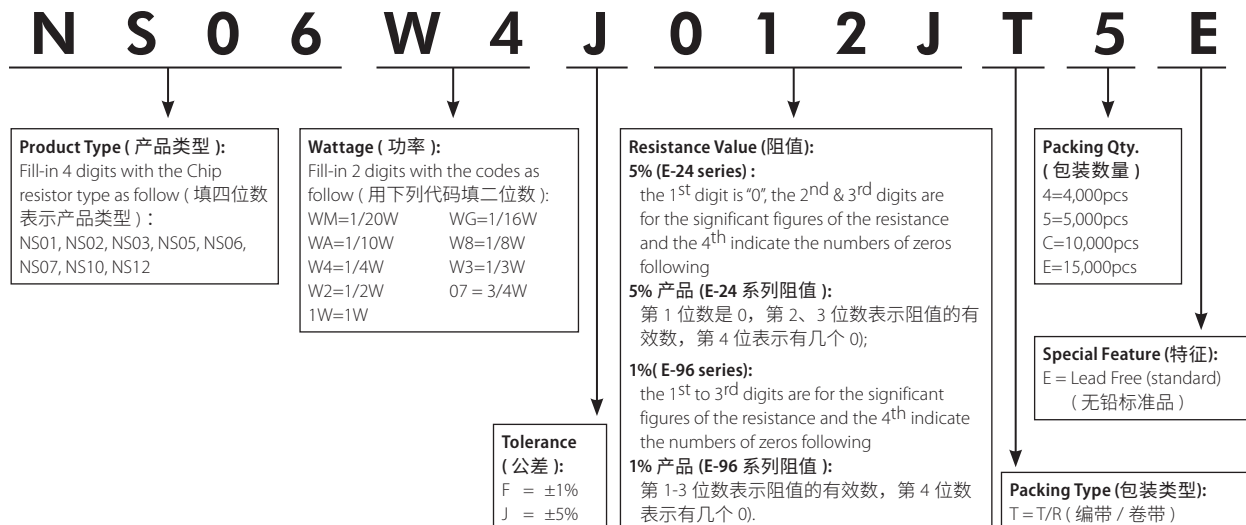 N S 0 6 W 4 J 0 1 2 J T 5 E
Product Type ( 产品类型 ):
Fill-in 4 digits with the Chip
resistor type as follow ( 填四位数
表示产品类型 ) ：
NS01, NS02, NS03, NS05, NS06,
NS07, NS10, NS12
Wattage ( 功率 ):
Fill-in 2 digits with the codes as
follow ( 用下列代码填二位数 ):
WM=1/20W WG=1/16W
WA=1/10W W8=1/8W
W4=1/4W W3=1/3W
W2=1/2W 07 = 3/4W
1W=1W
Tolerance
( 公差 ):
F = ±1%
J = ±5%
Resistance Value (阻值):
5% (E-24 series) :
the 1st digit is “0”, the 2nd & 3rd digits are
for the significant figures of the resistance
and the 4th indicate the numbers of zeros
following
5% 产品 (E-24 系列阻值 ):
第 1 位数是 0，第 2、3 位数表示阻值的有
效数，第 4 位表示有几个 0);
1%( E-96 series):
the 1st to 3rd digits are for the significant
figures of the resistance and the 4th indicate
the numbers of zeros following
1% 产品 (E-96 系列阻值 ):
第 1-3 位数表示阻值的有效数，第 4 位数
表示有几个 0).
Packing Qty.
( 包装数量 )
4=4,000pcs
5=5,000pcs
C=10,000pcs
E=15,000pcs
Special Feature (特征):
E = Lead Free (standard)
( 无铅标准品 )
Packing Type (包装类型):
T = T/R ( 编带 / 卷带 )